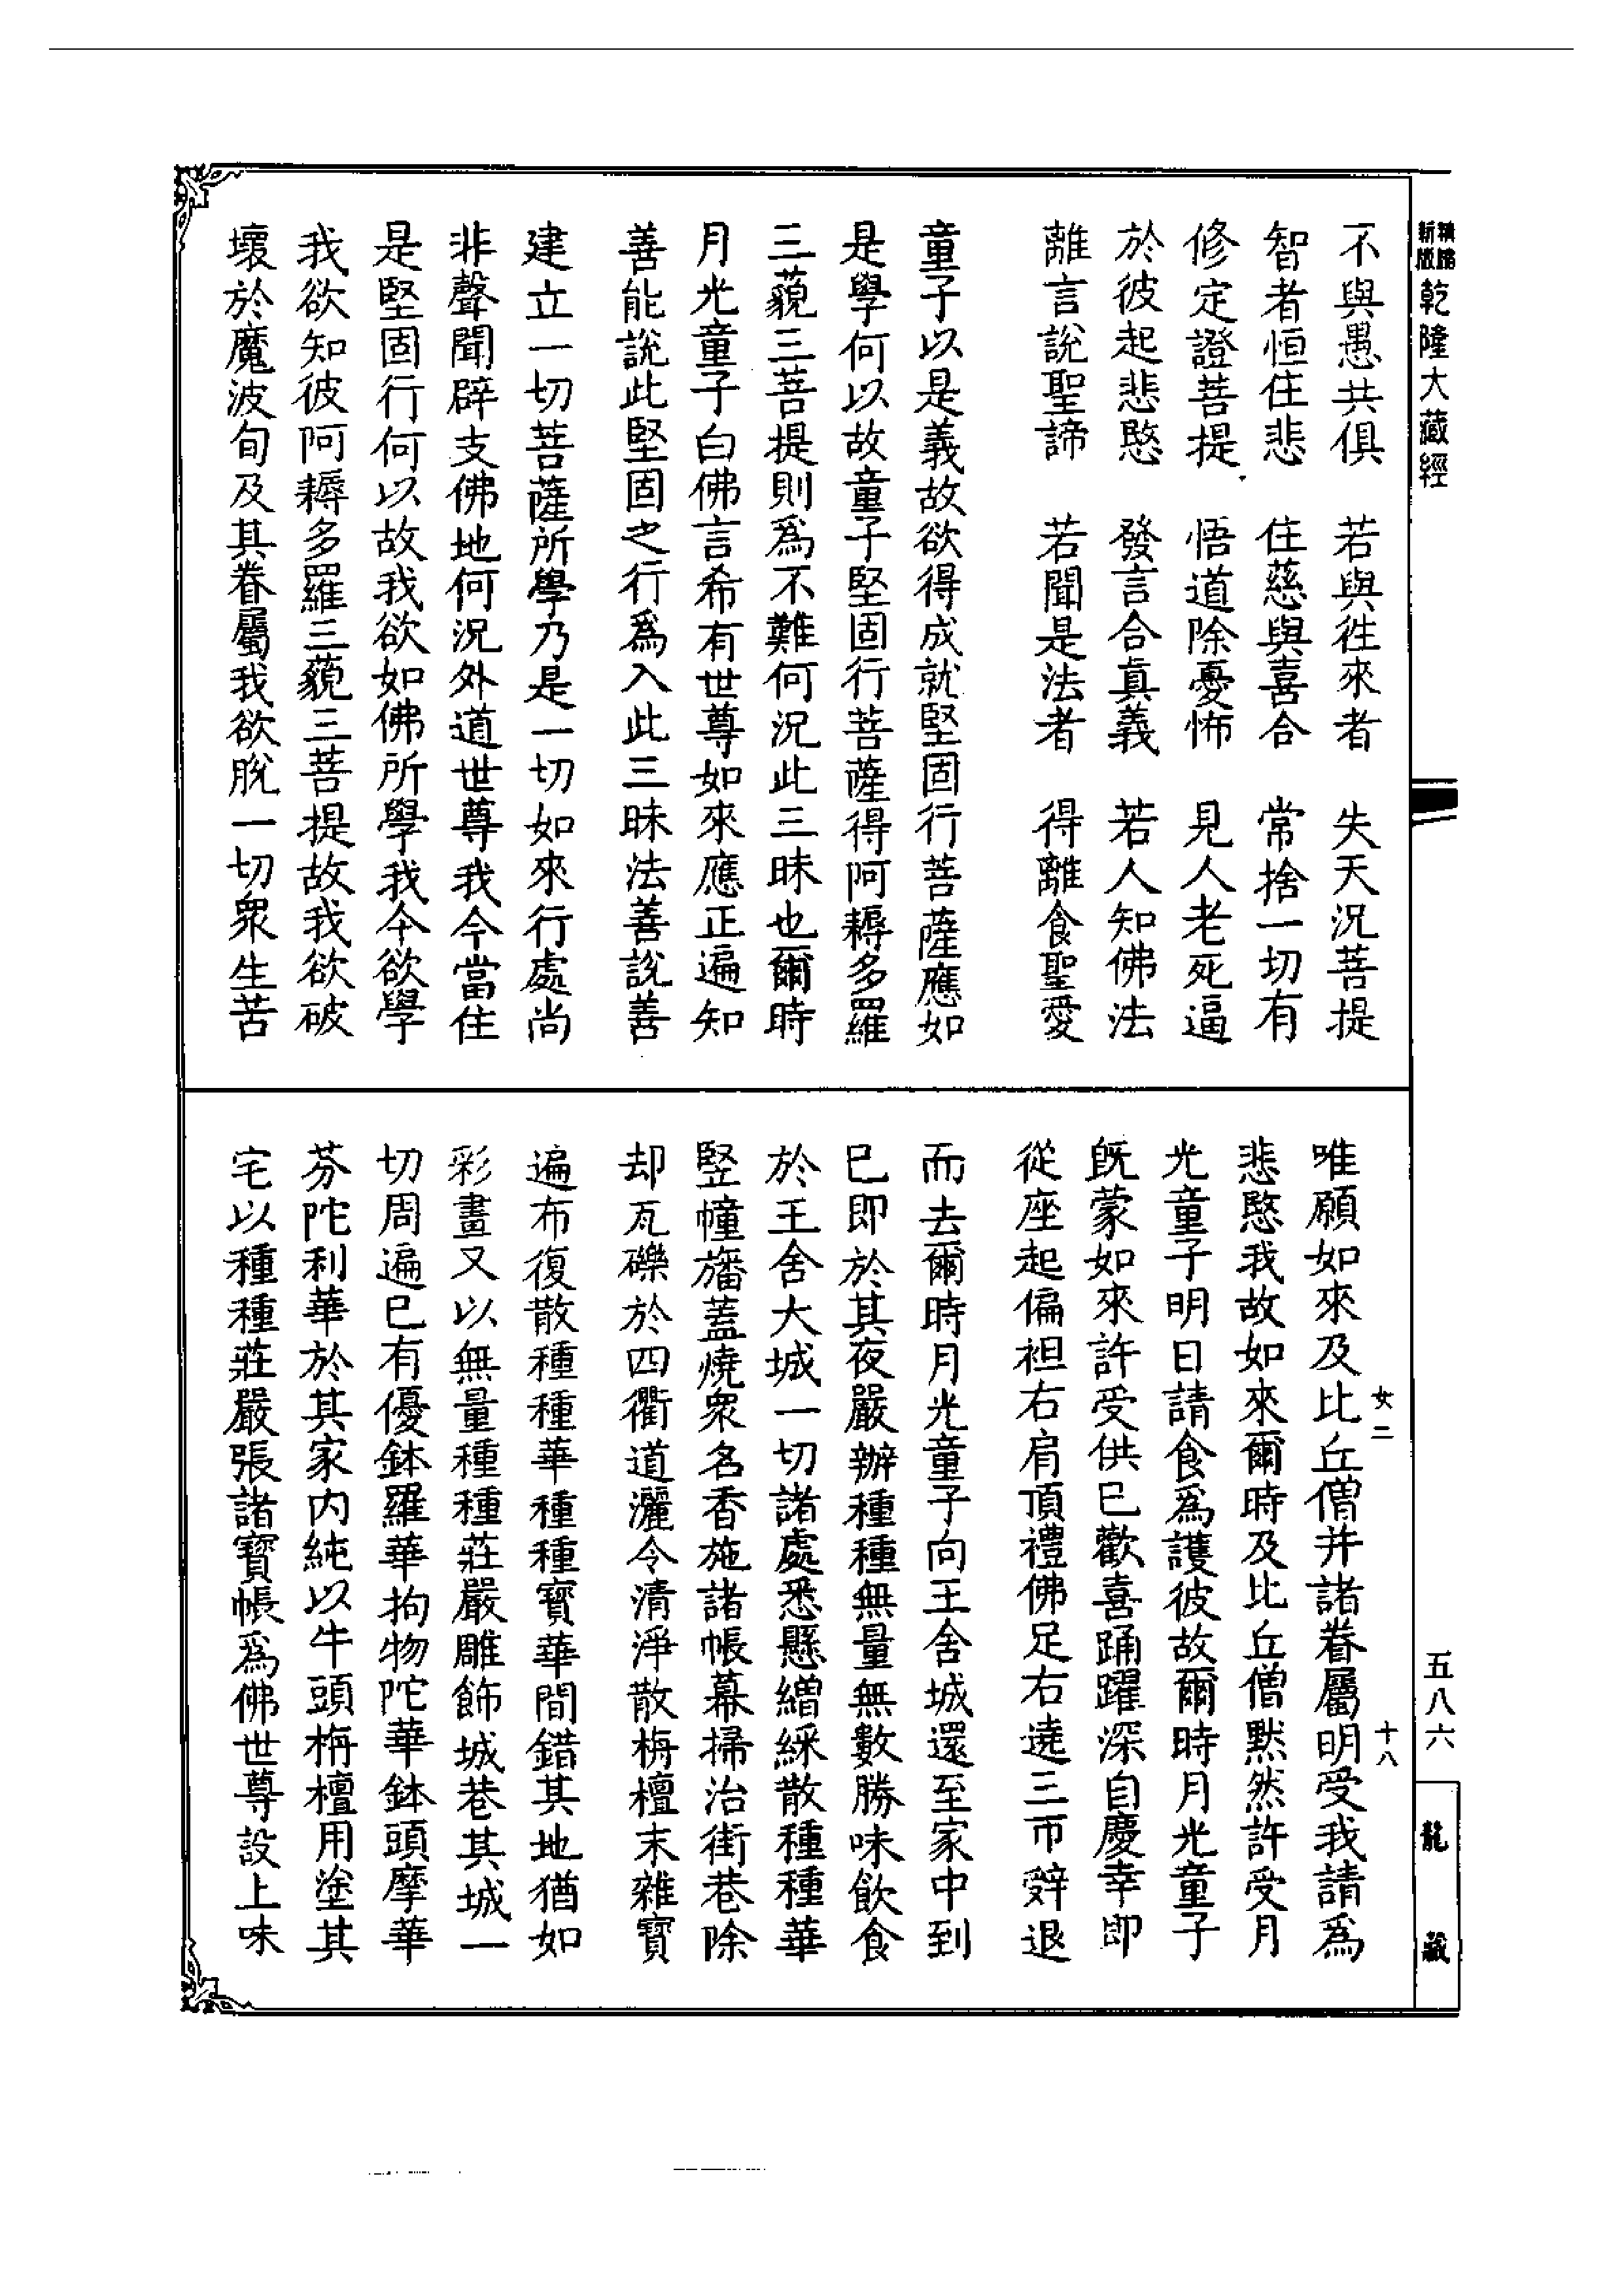 新版
精編
乾隆大藏經
不與愚共俱　若與徃來者　失天況菩提
智者恒住悲　住慈與喜合　常捨一切有
修定證菩提　悟道除憂怖　見人老死逼
於彼起悲愍　發言合真義　若人知佛法
離言說聖諦　若聞是法者　得離食聖愛
童子以是義故欲得成就堅固行菩薩應如
是學何以故童子堅固行菩薩得阿耨多羅
三藐三菩提則爲不難何況此三昧也爾時
月光童子白佛言希有世尊如來應正遍知
善能說此堅固之行爲入此三昧法善說善
建立一切菩薩所學乃是一切如來行處尚
非聲聞辟支佛地何況外道世尊我今當住
是堅固行何以故我欲如佛所學我今欲學
我欲知彼阿耨多羅三藐三菩提故我欲破
壞於魔波旬及其眷屬我欲脫一切衆生苦
女二
十八
唯願如來及比丘僧并諸眷屬明受我請爲
悲愍我故如來爾時及比丘僧默然許受月
光童子明日請食爲護彼故爾時月光童子
旣蒙如來許受供已歡喜踊躍深自慶幸即
從座起偏袒右肩頂禮佛足右遶三帀辤退
而去爾時月光童子向王舍城還至家中到
已即於其夜嚴辦種種無量無數勝味飲食
於王舍大城一切諸處悉懸繒綵散種種華
竪幢旛蓋燒衆名香施諸帳幕掃治街巷除
却瓦礫於四衢道灑令清淨散栴檀末雜寶
遍布復散種種華種種寶華間錯其地猶如
彩畫又以無量種種莊嚴雕飾城巷其城一
切周遍已有優鉢羅華拘物陀華鉢頭摩華
芬陀利華於其家內純以牛頭栴檀用塗其
宅以種種莊嚴張諸寶帳爲佛世尊設上味
五八六
龍藏